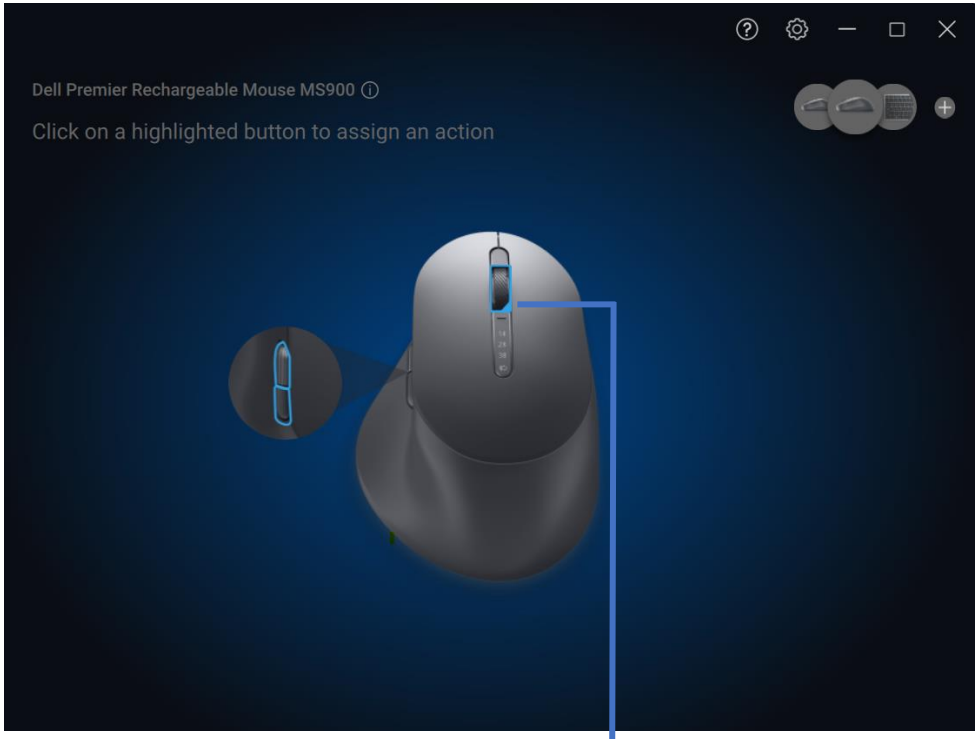 Dell Premier Rechargeable Mouse MS900
Click on a highlighted button to assign an action